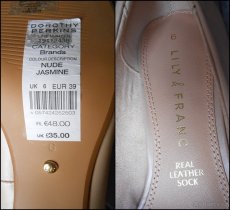 DOROTHY
PERKINS
CATEGORY
Brands
COLOUR DESCRIPTION
NUDE
JASMINE
UK 6 EUR 39
€48.00
UK £35.00
6
LILY & FRANC
REAL
LEATHER
SOCK